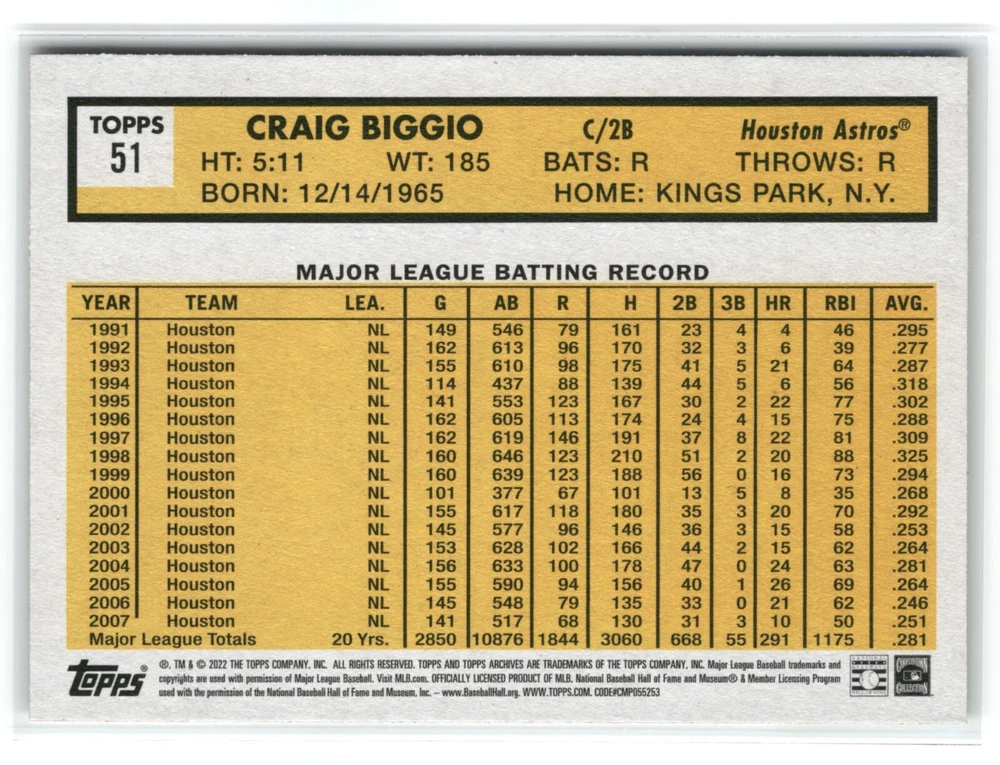 TOPPS 51
CRAIG BIGGIO C/2B Houston Astros®
HT: 5:11 WT: 185 BATS: R THROWS: R
BORN: 12/14/1965 HOME: KINGS PARK, N.Y.
MAJOR LEAGUE BATTING RECORD
YEAR TEAM LEA. G AB R H 2B 3B HR RBI AVG.
1991 Houston NL 149 546 79 161 23 4 4 46 .295
1992 Houston NL 162 613 96 170 32 3 6 39 .277
1993 Houston NL 155 610 98 175 41 5 21 64 .287
1994 Houston NL 114 437 88 139 44 5 6 56 .318
1995 Houston NL 141 553 123 167 30 2 22 77 .302
1996 Houston NL 162 605 113 174 24 4 15 75 .288
1997 Houston NL 162 619 146 191 37 8 22 81 .309
1998 Houston NL 160 646 123 210 51 2 20 88 .325
1999 Houston NL 160 639 123 188 56 0 16 73 .294
2000 Houston NL 101 377 67 101 13 5 8 35 .268
2001 Houston NL 155 617 118 180 35 3 20 70 .292
2002 Houston NL 145 577 96 146 36 3 15 58 .253
2003 Houston NL 153 628 102 166 44 2 15 62 .264
2004 Houston NL 156 633 100 178 47 0 24 63 .281
2005 Houston NL 155 590 94 156 40 1 26 69 .264
2006 Houston NL 145 548 79 135 33 0 21 62 .246
2007 Houston NL 141 517 68 130 31 3 10 50 .251
Major League Totals 20 Yrs. 2850 10876 1844 3060 668 55 291 1175 .281
Topps®
®, TM & © 2022 THE TOPPS COMPANY, INC. ALL RIGHTS RESERVED. TOPPS AND TOPPS ARCHIVES ARE TRADEMARKS OF THE TOPPS COMPANY, INC. Major League Baseball trademarks and
copyrights are used with permission of Major League Baseball. Visit MLB.com. OFFICIALLY LICENSED PRODUCT OF MLB. National Baseball Hall of Fame and Museum® & Member Licensing Program
used with the permission of the National Baseball Hall of Fame and Museum, Inc. – www.BaseballHall.org. WWW.TOPPS.COM. CODE#CMP055253
COOPERSTOWN
COLLECTION